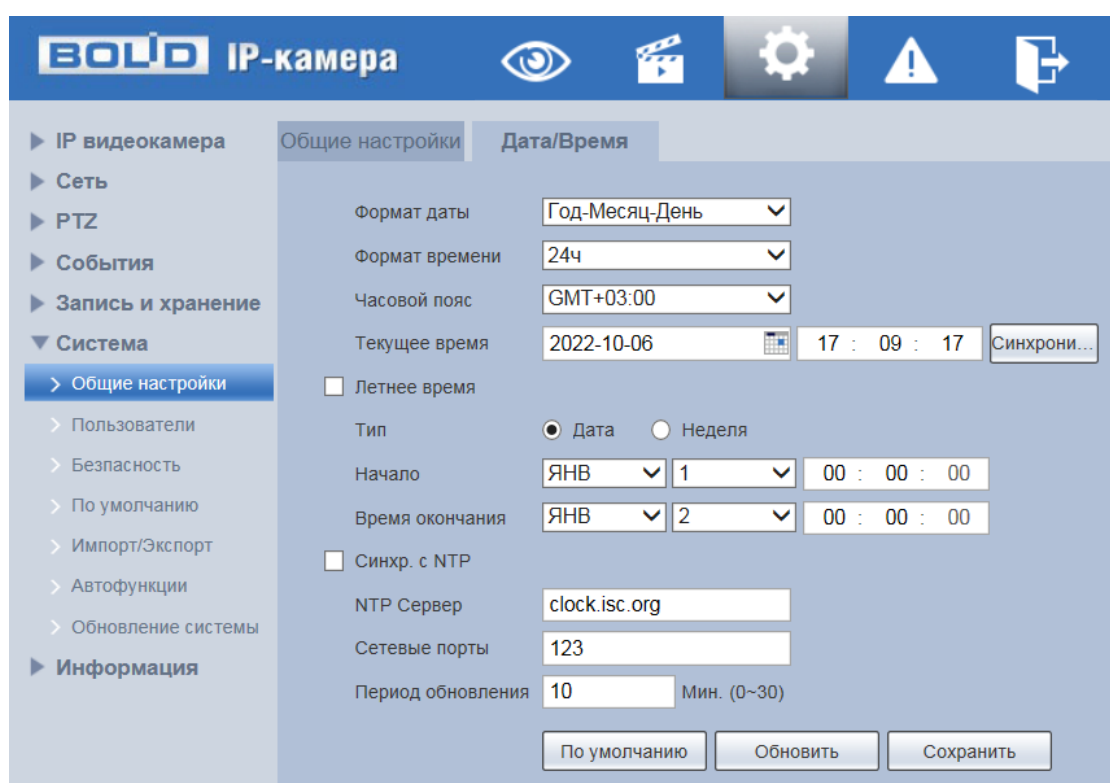 BOLID IP-камера
IP видеокамера
Сеть
PTZ
События
Запись и хранение
Система
Общие настройки
Пользователи
Безпасность
По умолчанию
Импорт/Экспорт
Автофункции
Обновление системы
Информация
Общие настройки Дата/Время
Формат даты Год-Месяц-День
Формат времени 24ч
Часовой пояс GMT+03:00
Текущее время 2022-10-06 17 : 09 : 17 Синхрони...
Летнее время
Тип Дата Неделя
Начало ЯНВ 1 00 : 00 : 00
Время окончания ЯНВ 2 00 : 00 : 00
Синхр. с NTP
NTP Сервер clock.isc.org
Сетевые порты 123
Период обновления 10 Мин. (0~30)
По умолчанию Обновить Сохранить